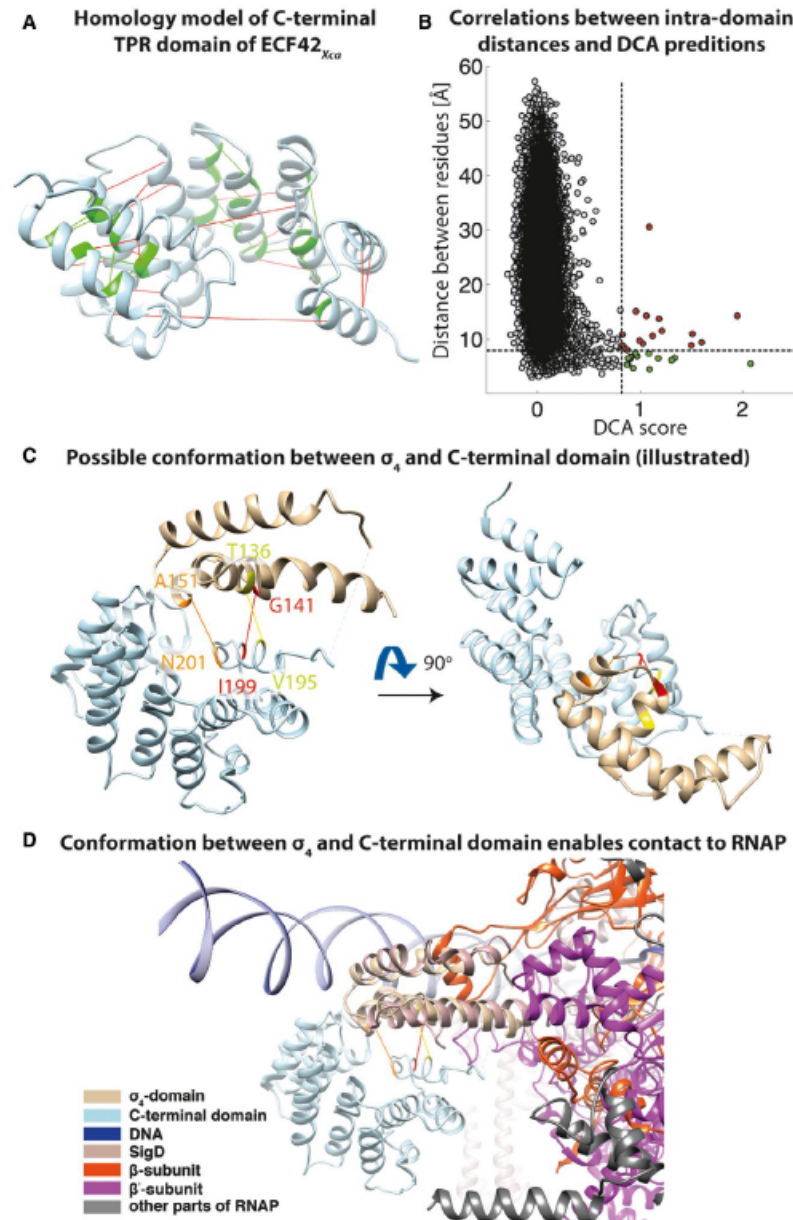 A Homology model of C-terminal
TPR domain of ECF42Xca
B Correlations between intra-domain
distances and DCA preditions
Distance between residues [Å]
60
50
40
30
20
10
0
1
2
DCA score
C Possible conformation between σ4 and C-terminal domain (illustrated)
T136
A151
G141
N201
I199
V195
90°
D Conformation between σ4 and C-terminal domain enables contact to RNAP
σ4-domain
C-terminal domain
DNA
SigD
β-subunit
β'-subunit
other parts of RNAP